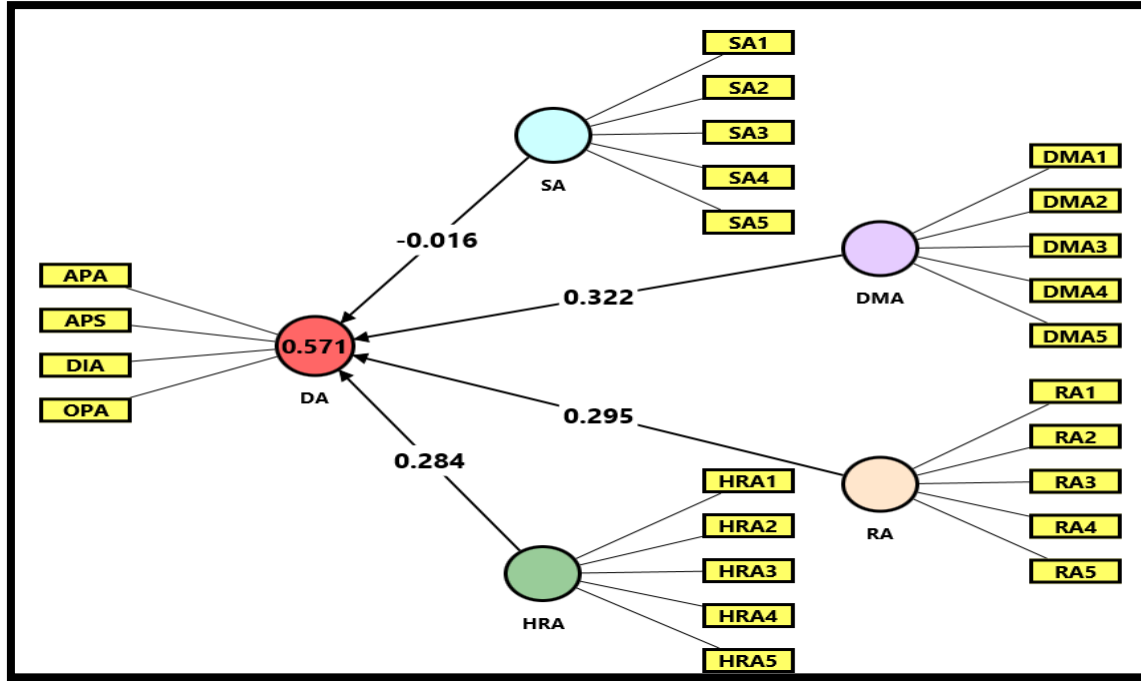 SA1
SA2
SA3
SA4
SA5
SA
-0.016
DMA1
DMA2
DMA3
DMA4
DMA5
DMA
0.322
APA
APS
DIA
OPA
0.571
DA
0.295
RA1
RA2
RA3
RA4
RA5
RA
0.284
HRA1
HRA2
HRA3
HRA4
HRA5
HRA